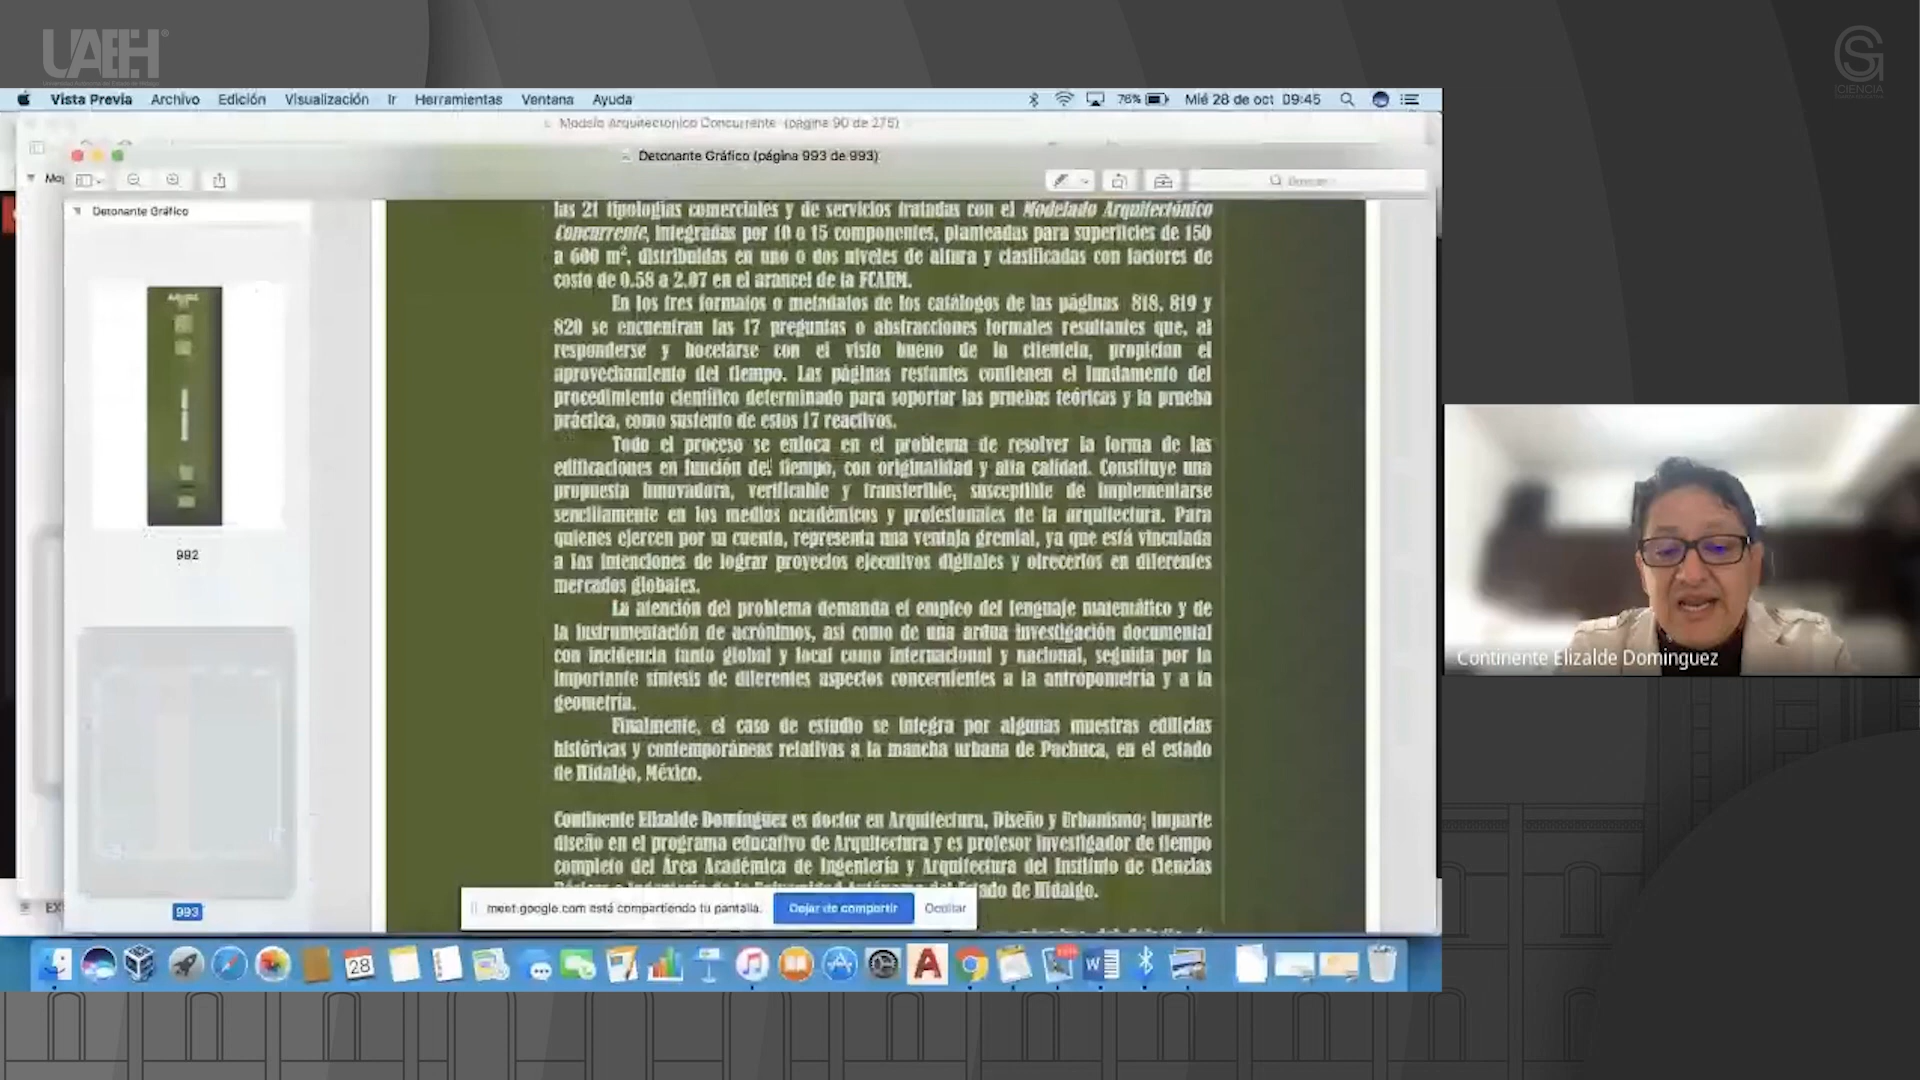 UAEH
CIENCIA
Vista Previa Archivo Edición Visualización Ir Herramientas Ventana Ayuda
76% Mié 28 de oct 09:45
Modelo Arquitectónico Concurrente (página 90 de 275)
Detonante Gráfico (página 993 de 993)
Buscar
Detonante Gráfico
992
993
las 21 tipologías comerciales y de servicios tratadas con el Modelado Arquitectónico
Concurrente, integradas por 10 o 15 componentes, planteadas para superficies de 150
a 600 m², distribuidas en uno o dos niveles de altura y clasificadas con factores de
costo de 0.58 a 2.07 en el arancel de la FCARM.
En los tres formatos o metadatos de los catálogos de las páginas 818, 819 y
820 se encuentran las 17 preguntas o abstracciones formales resultantes que, al
responderse y bocetarse con el visto bueno de la clientela, propician el
aprovechamiento del tiempo. Las páginas restantes contienen el fundamento del
procedimiento científico determinado para soportar las pruebas teóricas y la prueba
práctica, como sustento de estos 17 reactivos.
Todo el proceso se enfoca en el problema de resolver la forma de las
edificaciones en función del tiempo, con originalidad y alta calidad. Constituye una
propuesta innovadora, verificable y transferible, susceptible de implementarse
sencillamente en los medios académicos y profesionales de la arquitectura. Para
quienes ejercen por su cuenta, representa una ventaja gremial, ya que está vinculada
a las intenciones de lograr proyectos ejecutivos digitales y ofrecerlos en diferentes
mercados globales.
La atención del problema demanda el empleo del lenguaje matemático y de
la instrumentación de acrónimos, así como de una ardua investigación documental
con incidencia tanto global y local como internacional y nacional, seguida por la
importante síntesis de diferentes aspectos concernientes a la antropometría y a la
geometría.
Finalmente, el caso de estudio se integra por algunas muestras edilicias
históricas y contemporáneas relativas a la mancha urbana de Pachuca, en el estado
de Hidalgo, México.
Continente Elizalde Domínguez es doctor en Arquitectura, Diseño y Urbanismo; imparte
diseño en el programa educativo de Arquitectura y es profesor investigador de tiempo
completo del Área Académica de Ingeniería y Arquitectura del Instituto de Ciencias
de Hidalgo.
meet.google.com está compartiendo tu pantalla. Dejar de compartir Ocultar
28
Continente Elizalde Dominguez